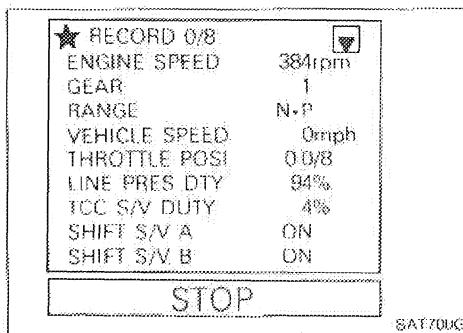 ★ RECORD 0/8 ▼
ENGINE SPEED 384rpm
GEAR 1
RANGE N•P
VEHICLE SPEED 0mph
THROTTLE POSI 0.0/8
LINE PRES DTY 94%
TCC S/V DUTY 4%
SHIFT S/V A ON
SHIFT S/V B ON
STOP
SAT70UG